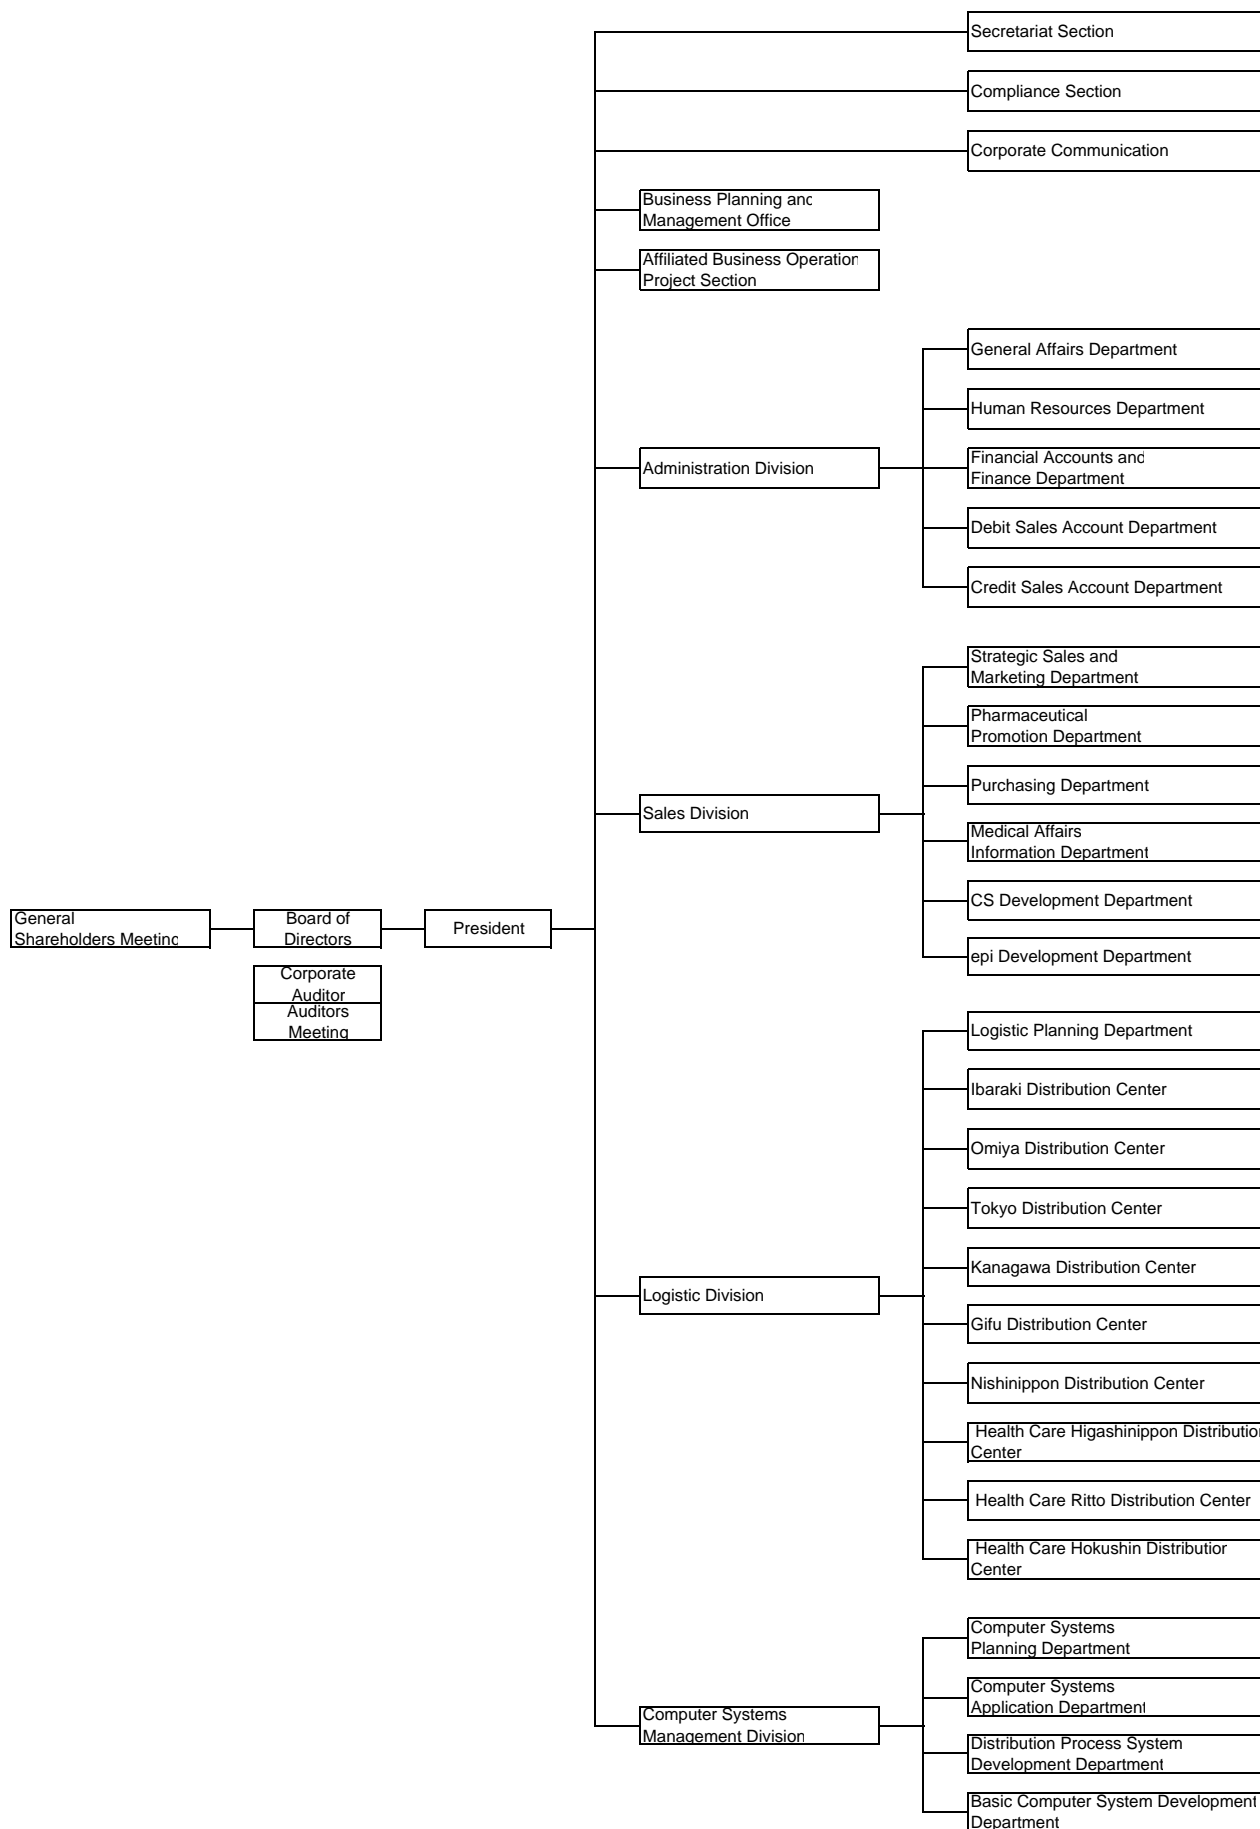 Secretariat Section
Compliance Section
Corporate Communication
Business Planning and
Management Office
Affiliated Business Operation
Project Section
General Affairs Department
Human Resources Department
Administration Division
Financial Accounts and
Finance Department
Debit Sales Account Department
Credit Sales Account Department
Strategic Sales and
Marketing Department
Pharmaceutical
Promotion Department
Purchasing Department
Sales Division
Medical Affairs
Information Department
CS Development Department
General
Shareholders Meeting
Board of
Directors
President
epi Development Department
Corporate
Auditor
Auditors
Meeting
Logistic Planning Department
Ibaraki Distribution Center
Omiya Distribution Center
Tokyo Distribution Center
Kanagawa Distribution Center
Logistic Division
Gifu Distribution Center
Nishinippon Distribution Center
Health Care Higashinippon Distribution
Center
Health Care Ritto Distribution Center
Health Care Hokushin Distribution
Center
Computer Systems
Planning Department
Computer Systems
Application Department
Computer Systems
Management Division
Distribution Process System
Development Department
Basic Computer System Development
Department